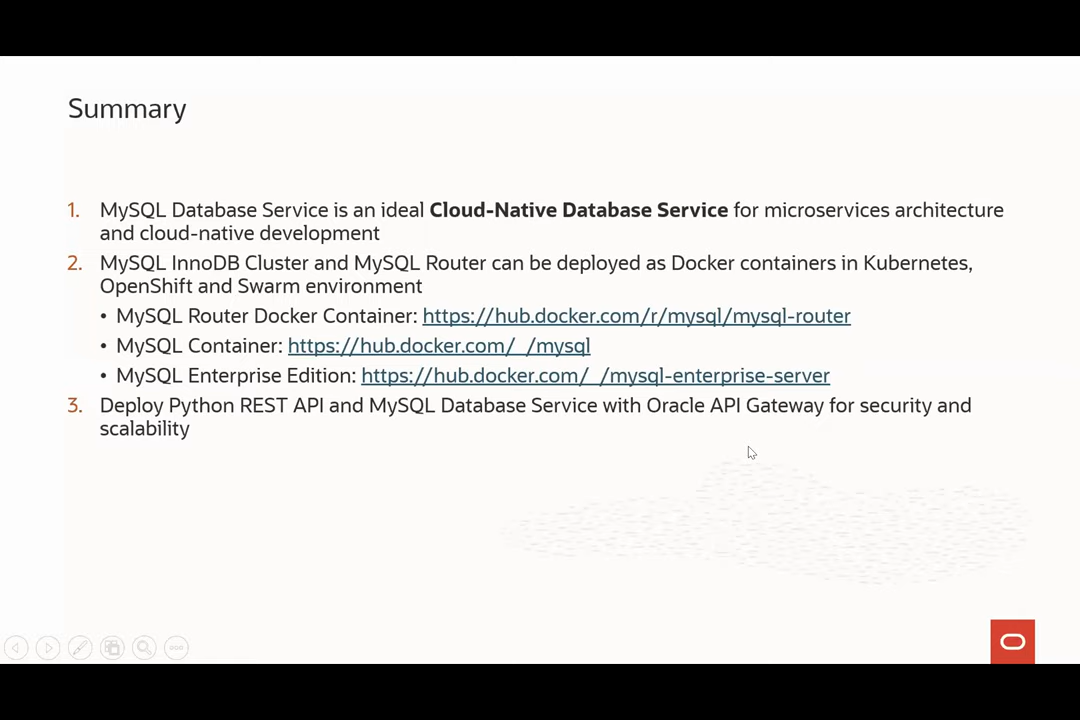 Summary
1. MySQL Database Service is an ideal Cloud-Native Database Service for microservices architecture
and cloud-native development
2. MySQL InnoDB Cluster and MySQL Router can be deployed as Docker containers in Kubernetes,
OpenShift and Swarm environment
• MySQL Router Docker Container: https://hub.docker.com/r/mysql/mysql-router
• MySQL Container: https://hub.docker.com/_/mysql
• MySQL Enterprise Edition: https://hub.docker.com/_/mysql-enterprise-server
3. Deploy Python REST API and MySQL Database Service with Oracle API Gateway for security and
scalability